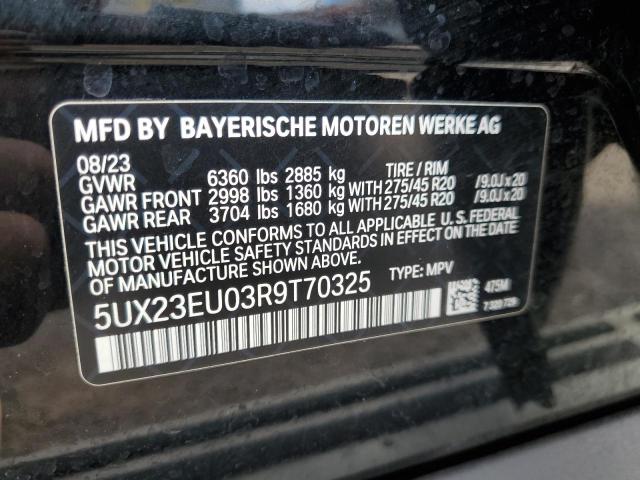 MFD BY BAYERISCHE MOTOREN WERKE AG
08/23 TIRE / RIM
GVWR 6360 lbs 2885 kg
GAWR FRONT 2998 lbs 1360 kg WITH 275/45 R20 /9.0Jx20
GAWR REAR 3704 lbs 1680 kg WITH 275/45 R20 /9.0Jx20
THIS VEHICLE CONFORMS TO ALL APPLICABLE U.S. FEDERAL
MOTOR VEHICLE SAFETY STANDARDS IN EFFECT ON THE
DATE OF MANUFACTURE SHOWN ABOVE.
5UX23EU03R9T70325 TYPE: MPV
475M